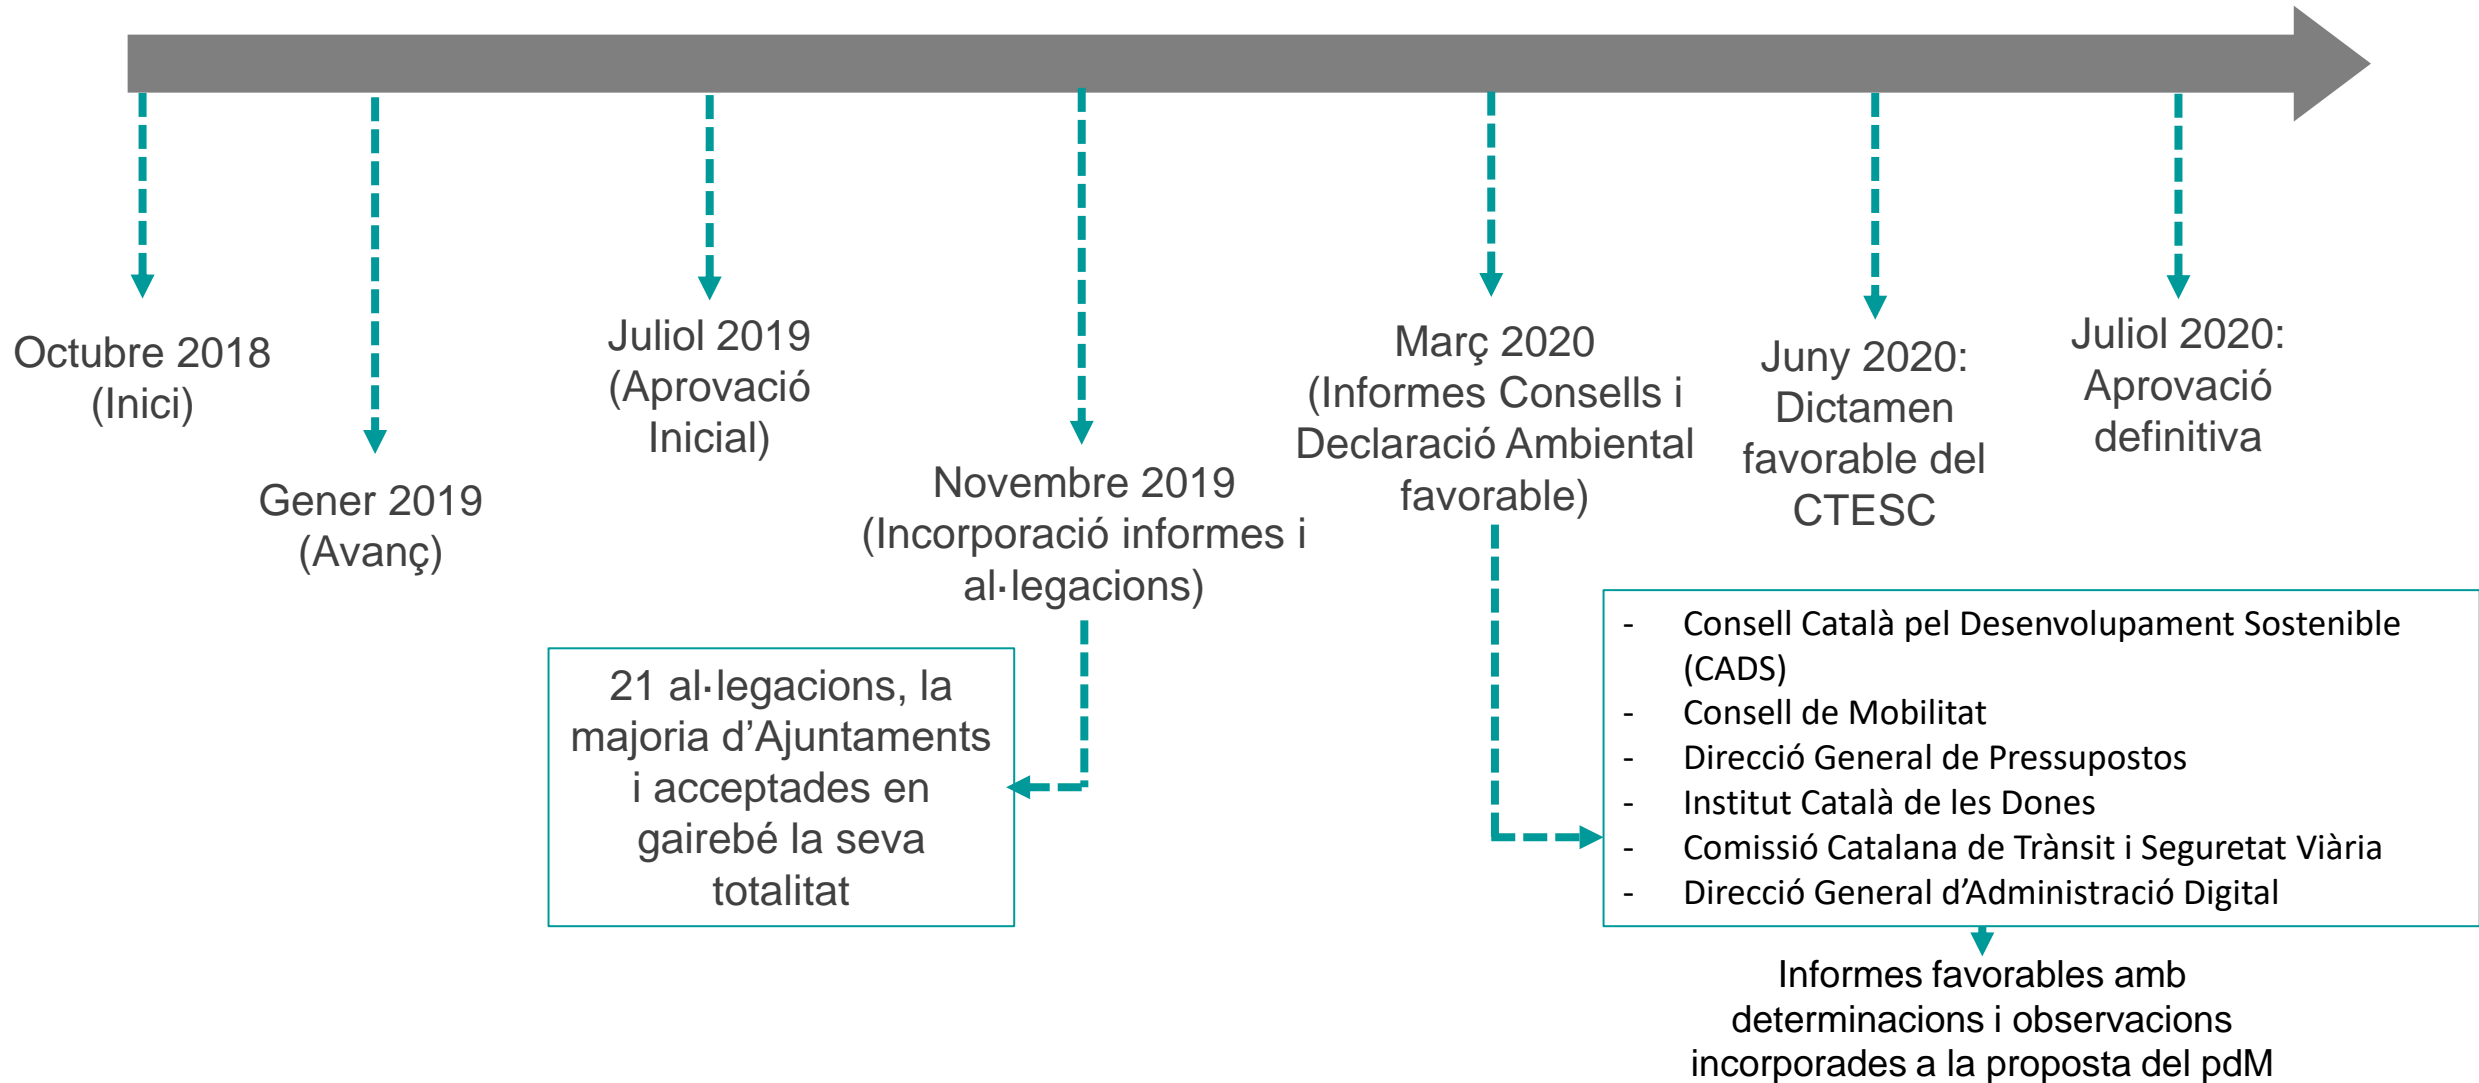 Octubre 2018
(Inici)
Gener 2019
(Avanç)
Juliol 2019
(Aprovació
Inicial)
Novembre 2019
(Incorporació informes i
al·legacions)
21 al·legacions, la
majoria d’Ajuntaments
i acceptades en
gairebé la seva
totalitat
Març 2020
(Informes Consells i
Declaració Ambiental
favorable)
Juny 2020:
Dictamen
favorable del
CTESC
Juliol 2020:
Aprovació
definitiva
- Consell Català pel Desenvolupament Sostenible
(CADS)
- Consell de Mobilitat
- Direcció General de Pressupostos
- Institut Català de les Dones
- Comissió Catalana de Trànsit i Seguretat Viària
- Direcció General d’Administració Digital
Informes favorables amb
determinacions i observacions
incorporades a la proposta del pdM